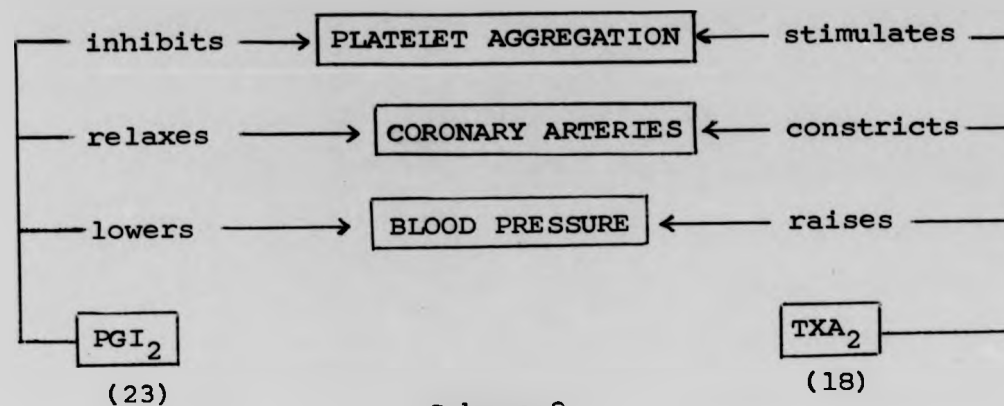 inhibits PLATELET AGGREGATION stimulates
relaxes CORONARY ARTERIES constricts
lowers BLOOD PRESSURE raises
PGI₂ TXA₂
(23) (18)